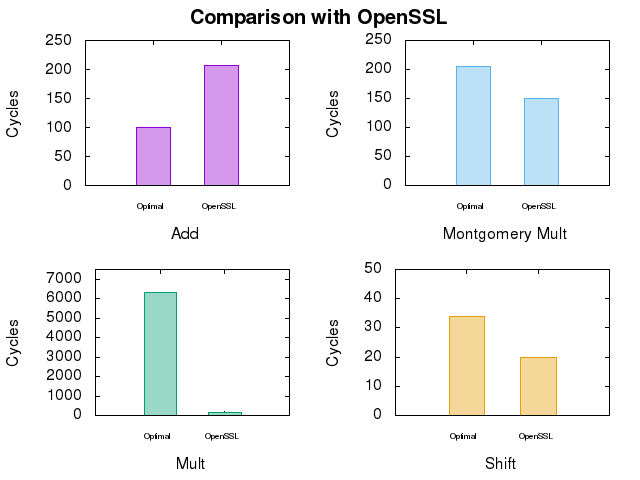 Comparison with OpenSSL
250
200
150
100
50
0
Cycles
Optimal OpenSSL
Add
250
200
150
100
50
0
Cycles
Optimal OpenSSL
Montgomery Mult
7000
6000
5000
4000
3000
2000
1000
0
Cycles
Optimal OpenSSL
Mult
50
40
30
20
10
0
Cycles
Optimal OpenSSL
Shift